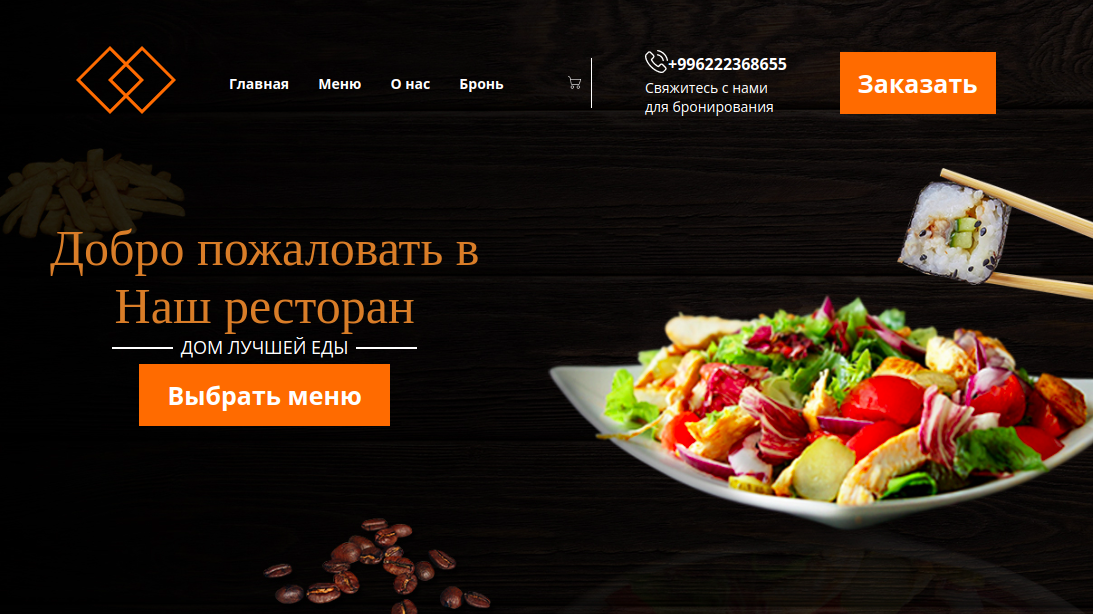 Главная
Меню
О нас
Бронь
+996222368655
Свяжитесь с нами
для бронирования
Заказать
Добро пожаловать в
Наш ресторан
ДОМ ЛУЧШЕЙ ЕДЫ
Выбрать меню